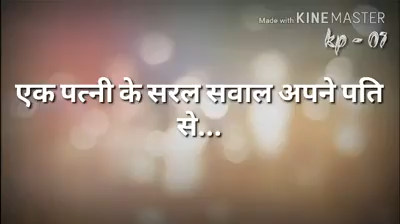 Made with KINEMASTER
kp - 07
एक पत्नी के सरल सवाल अपने पति
से...